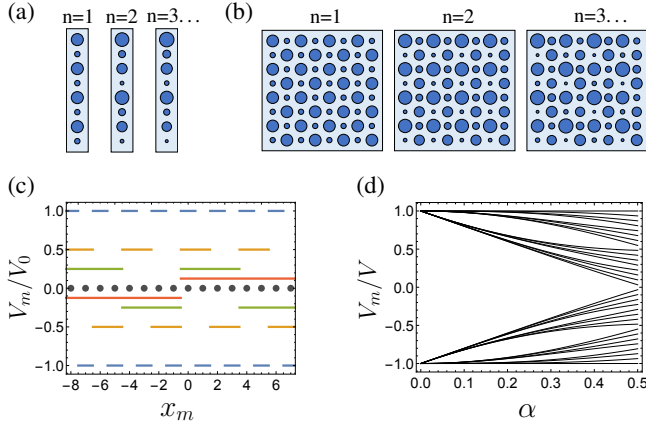 (a)
n=1 n=2 n=3...
(b)
n=1 n=2 n=3...
(c)
V_m/V_0
1.0
0.5
0.0
-0.5
-1.0
-8 -6 -4 -2 0 2 4 6
x_m
(d)
V_m/V
1.0
0.5
0.0
-0.5
-1.0
0.0 0.1 0.2 0.3 0.4 0.5
α